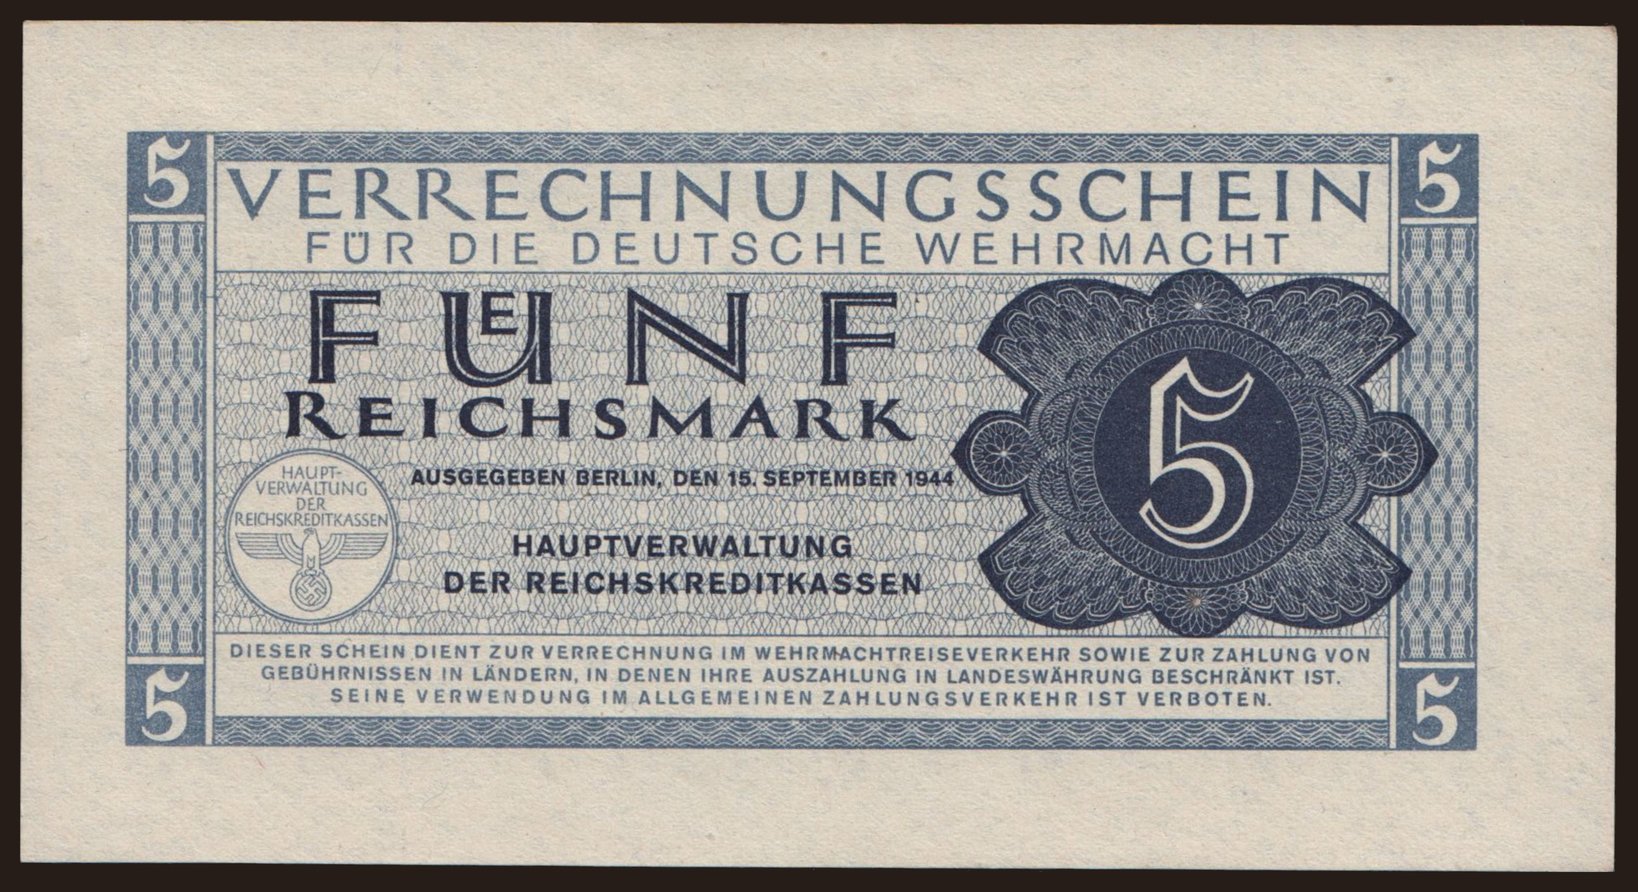 5
5
VERRECHNUNGSSCHEIN
FÜR DIE DEUTSCHE WEHRMACHT
FUENF
REICHSMARK
5
HAUPT-
VERWALTUNG
DER
REICHSKREDITKASSEN
AUSGEGEBEN BERLIN, DEN 15. SEPTEMBER 1944
HAUPTVERWALTUNG
DER REICHSKREDITKASSEN
DIESER SCHEIN DIENT ZUR VERRECHNUNG IM WEHRMACHTREISEVERKEHR SOWIE ZUR ZAHLUNG VON
GEBÜHRNISSEN IN LÄNDERN, IN DENEN IHRE AUSZAHLUNG IN LANDESWÄHRUNG BESCHRÄNKT IST.
SEINE VERWENDUNG IM ALLGEMEINEN ZAHLUNGSVERKEHR IST VERBOTEN.
5
5